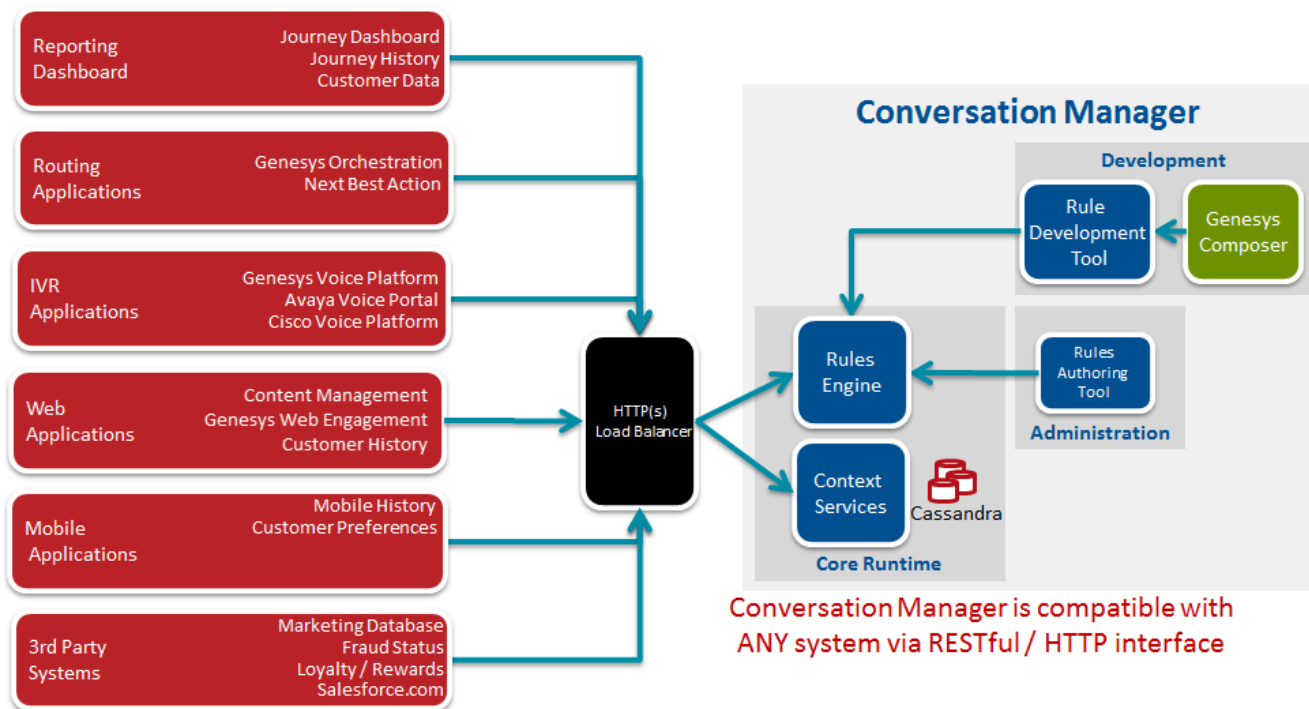 Reporting
Dashboard
Journey Dashboard
Journey History
Customer Data
Routing
Applications
Genesys Orchestration
Next Best Action
IVR
Applications
Genesys Voice Platform
Avaya Voice Portal
Cisco Voice Platform
Web
Applications
Content Management
Genesys Web Engagement
Customer History
Mobile
Applications
Mobile History
Customer Preferences
3rd Party
Systems
Marketing Database
Fraud Status
Loyalty / Rewards
Salesforce.com
HTTP(s)
Load Balancer
Conversation Manager
Development
Rule
Development
Tool
Genesys
Composer
Rules
Engine
Rules
Authoring
Tool
Administration
Context
Services
Cassandra
Core Runtime
Conversation Manager is compatible with
ANY system via RESTful / HTTP interface